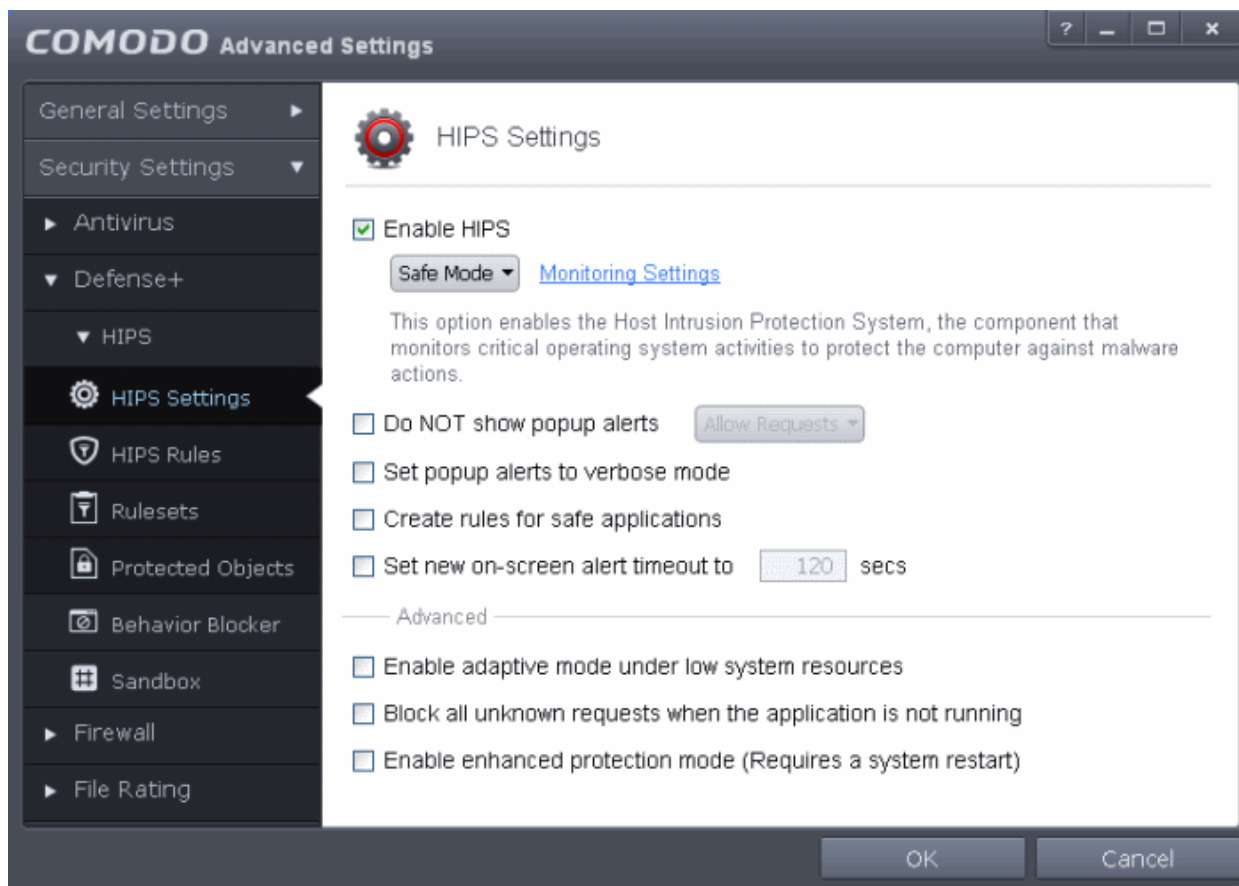 COMODO Advanced Settings
?
General Settings
Security Settings
Antivirus
Defense+
HIPS
HIPS Settings
HIPS Rules
Rulesets
Protected Objects
Behavior Blocker
Sandbox
Firewall
File Rating
HIPS Settings
Enable HIPS
Safe Mode Monitoring Settings
This option enables the Host Intrusion Protection System, the component that
monitors critical operating system activities to protect the computer against malware
actions.
Do NOT show popup alerts Allow Requests
Set popup alerts to verbose mode
Create rules for safe applications
Set new on-screen alert timeout to 120 secs
Advanced
Enable adaptive mode under low system resources
Block all unknown requests when the application is not running
Enable enhanced protection mode (Requires a system restart)
OK Cancel